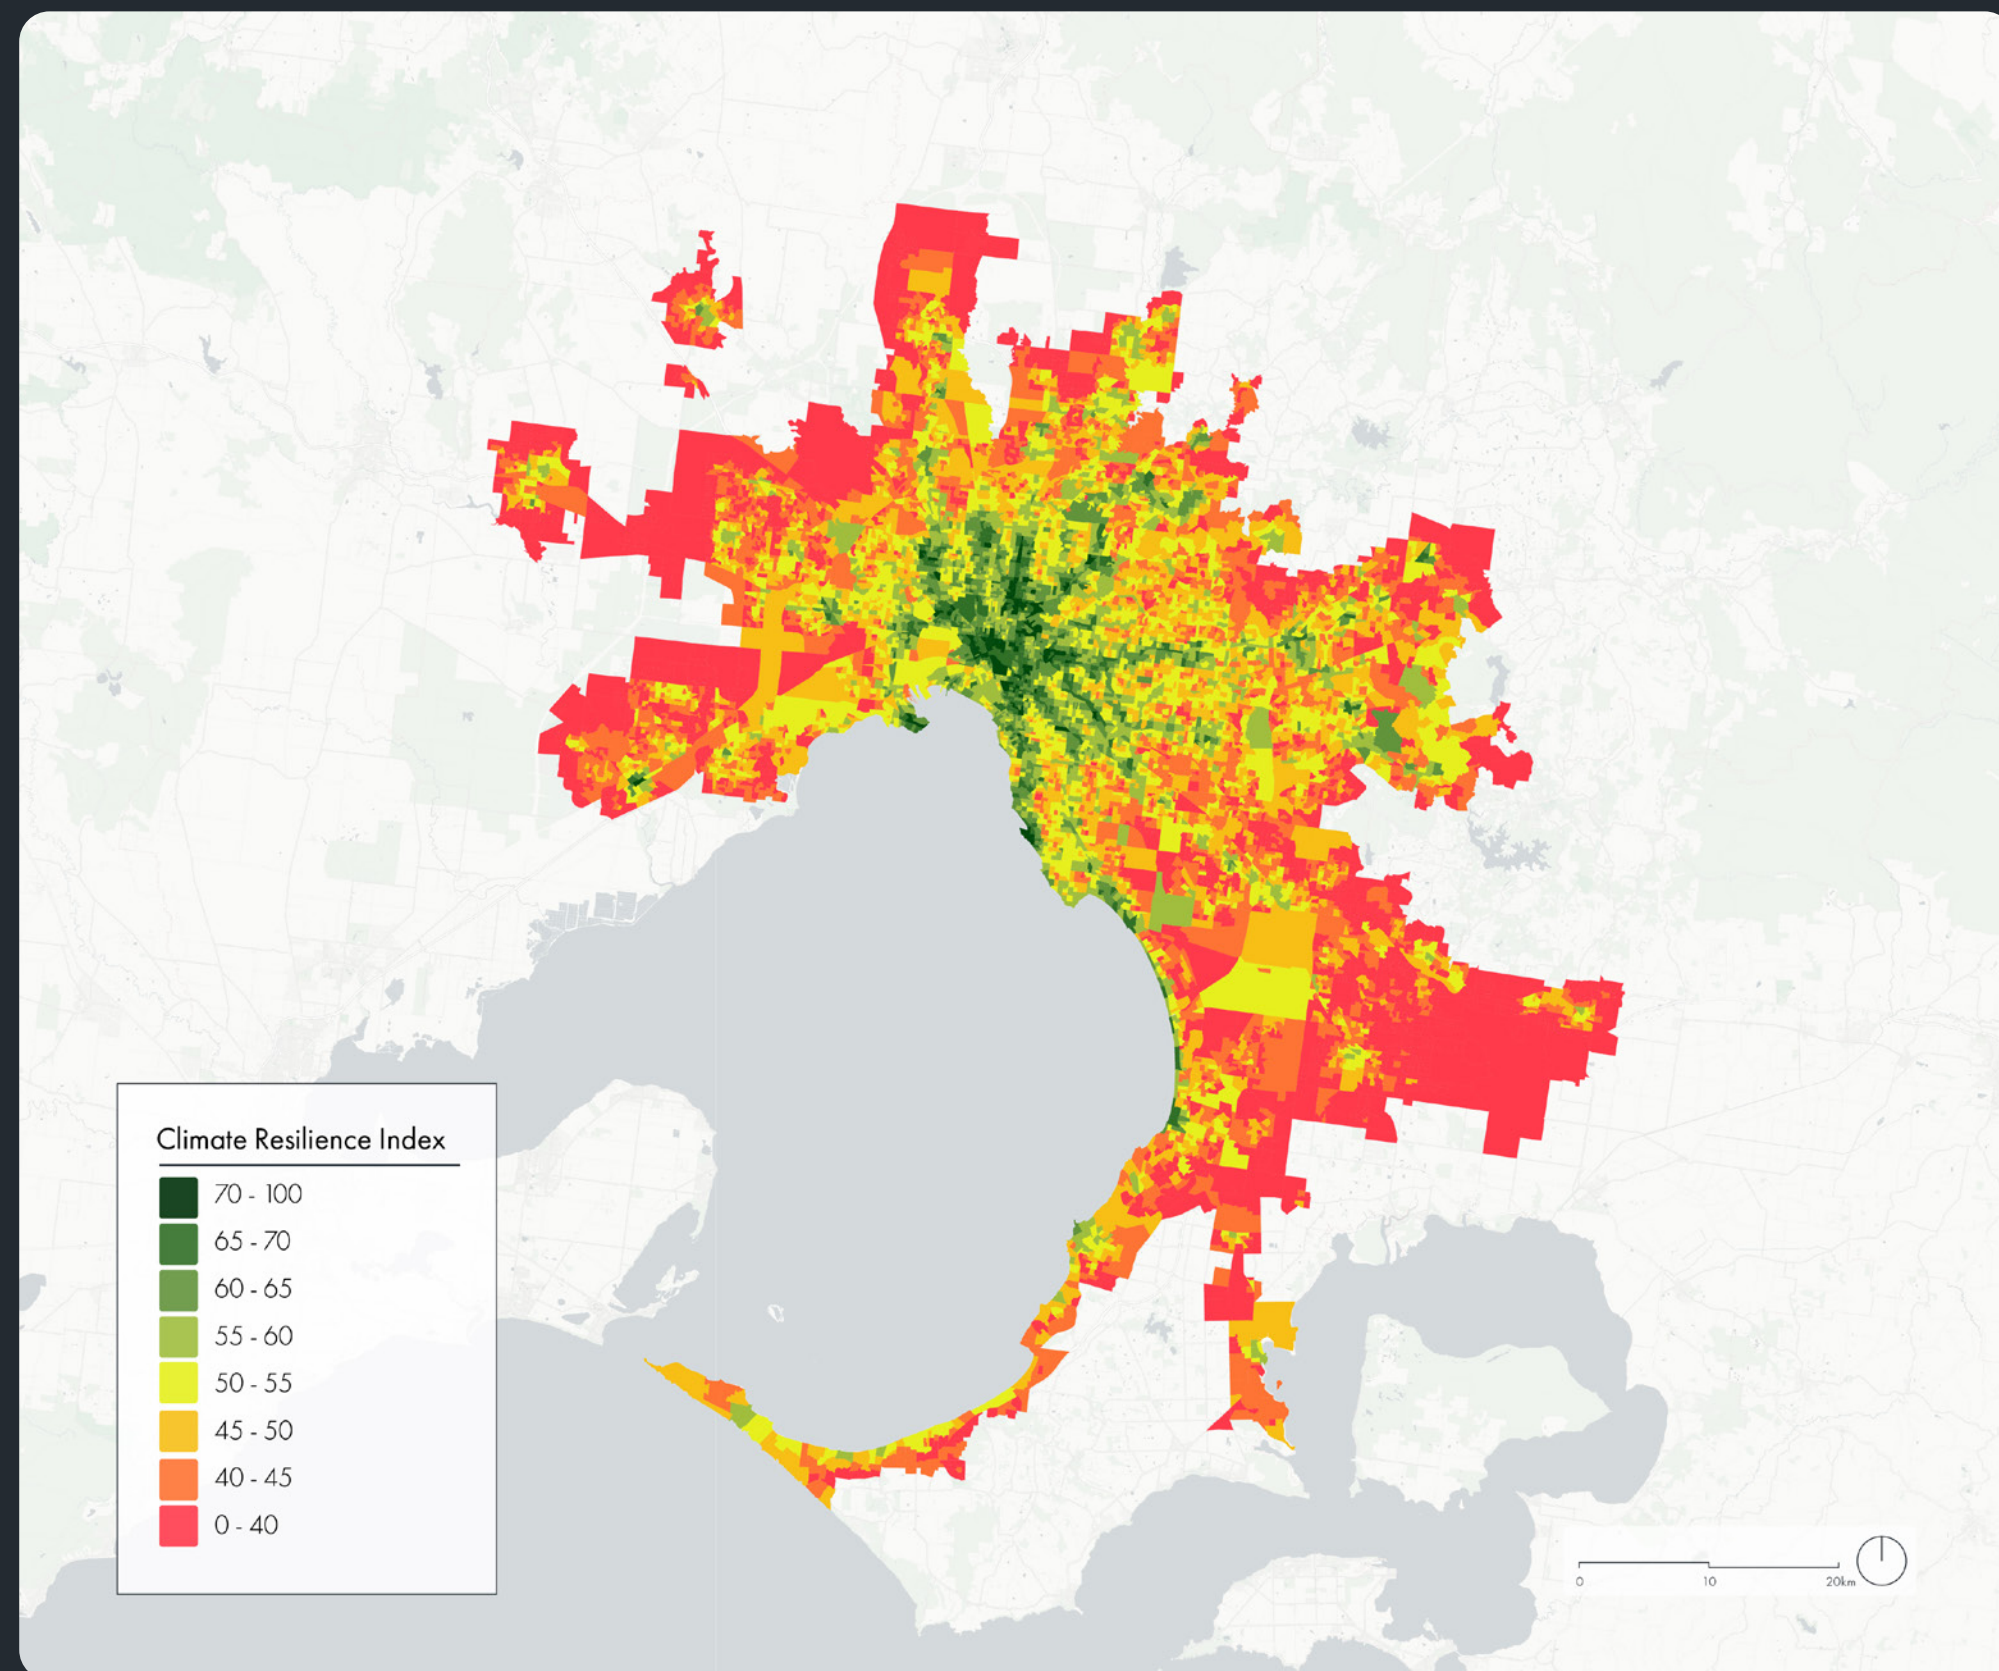 Climate Resilience Index
70 - 100
65 - 70
60 - 65
55 - 60
50 - 55
45 - 50
40 - 45
0 - 40
0 10 20km